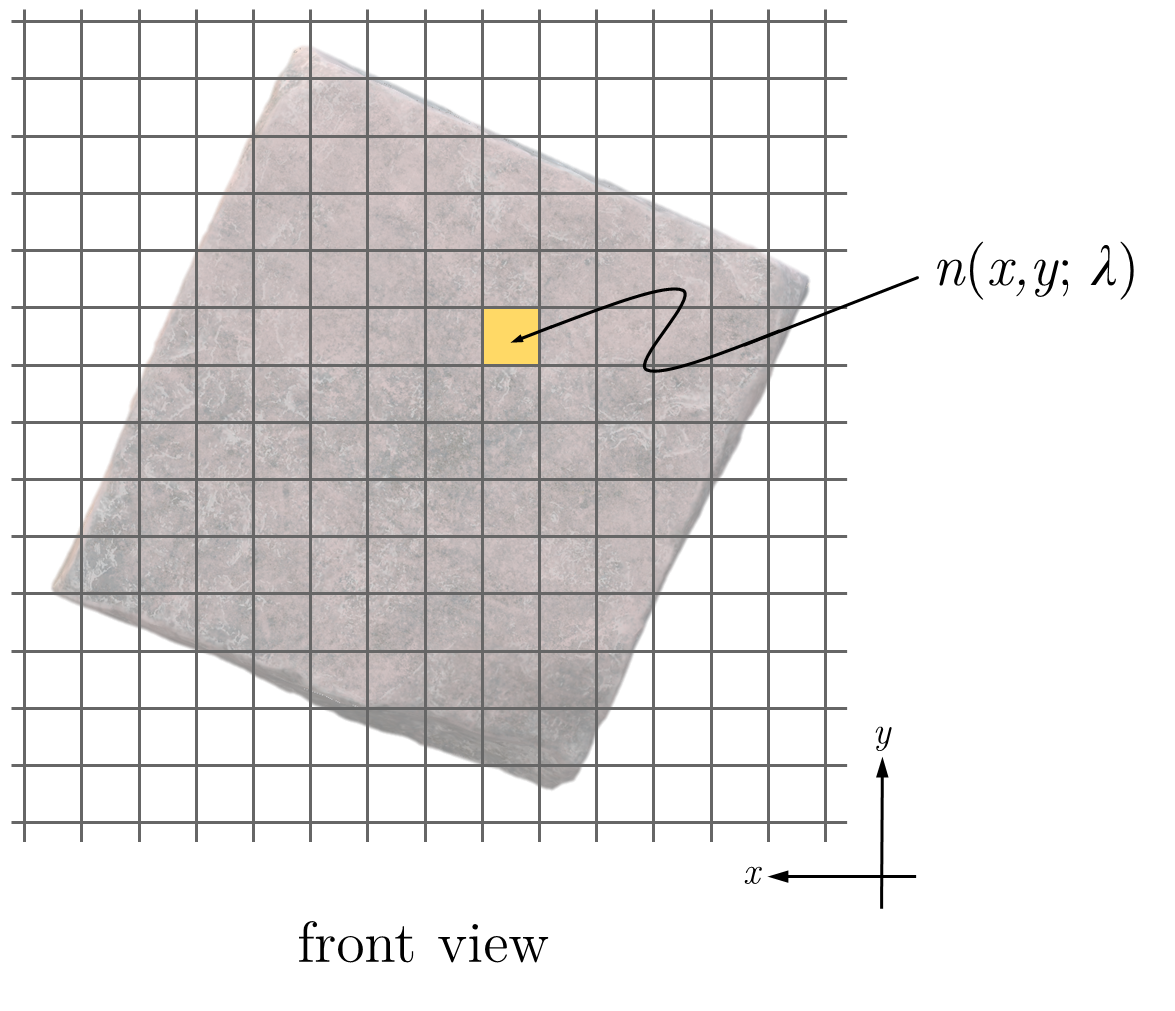 n(x,y; λ)
y
x
front view